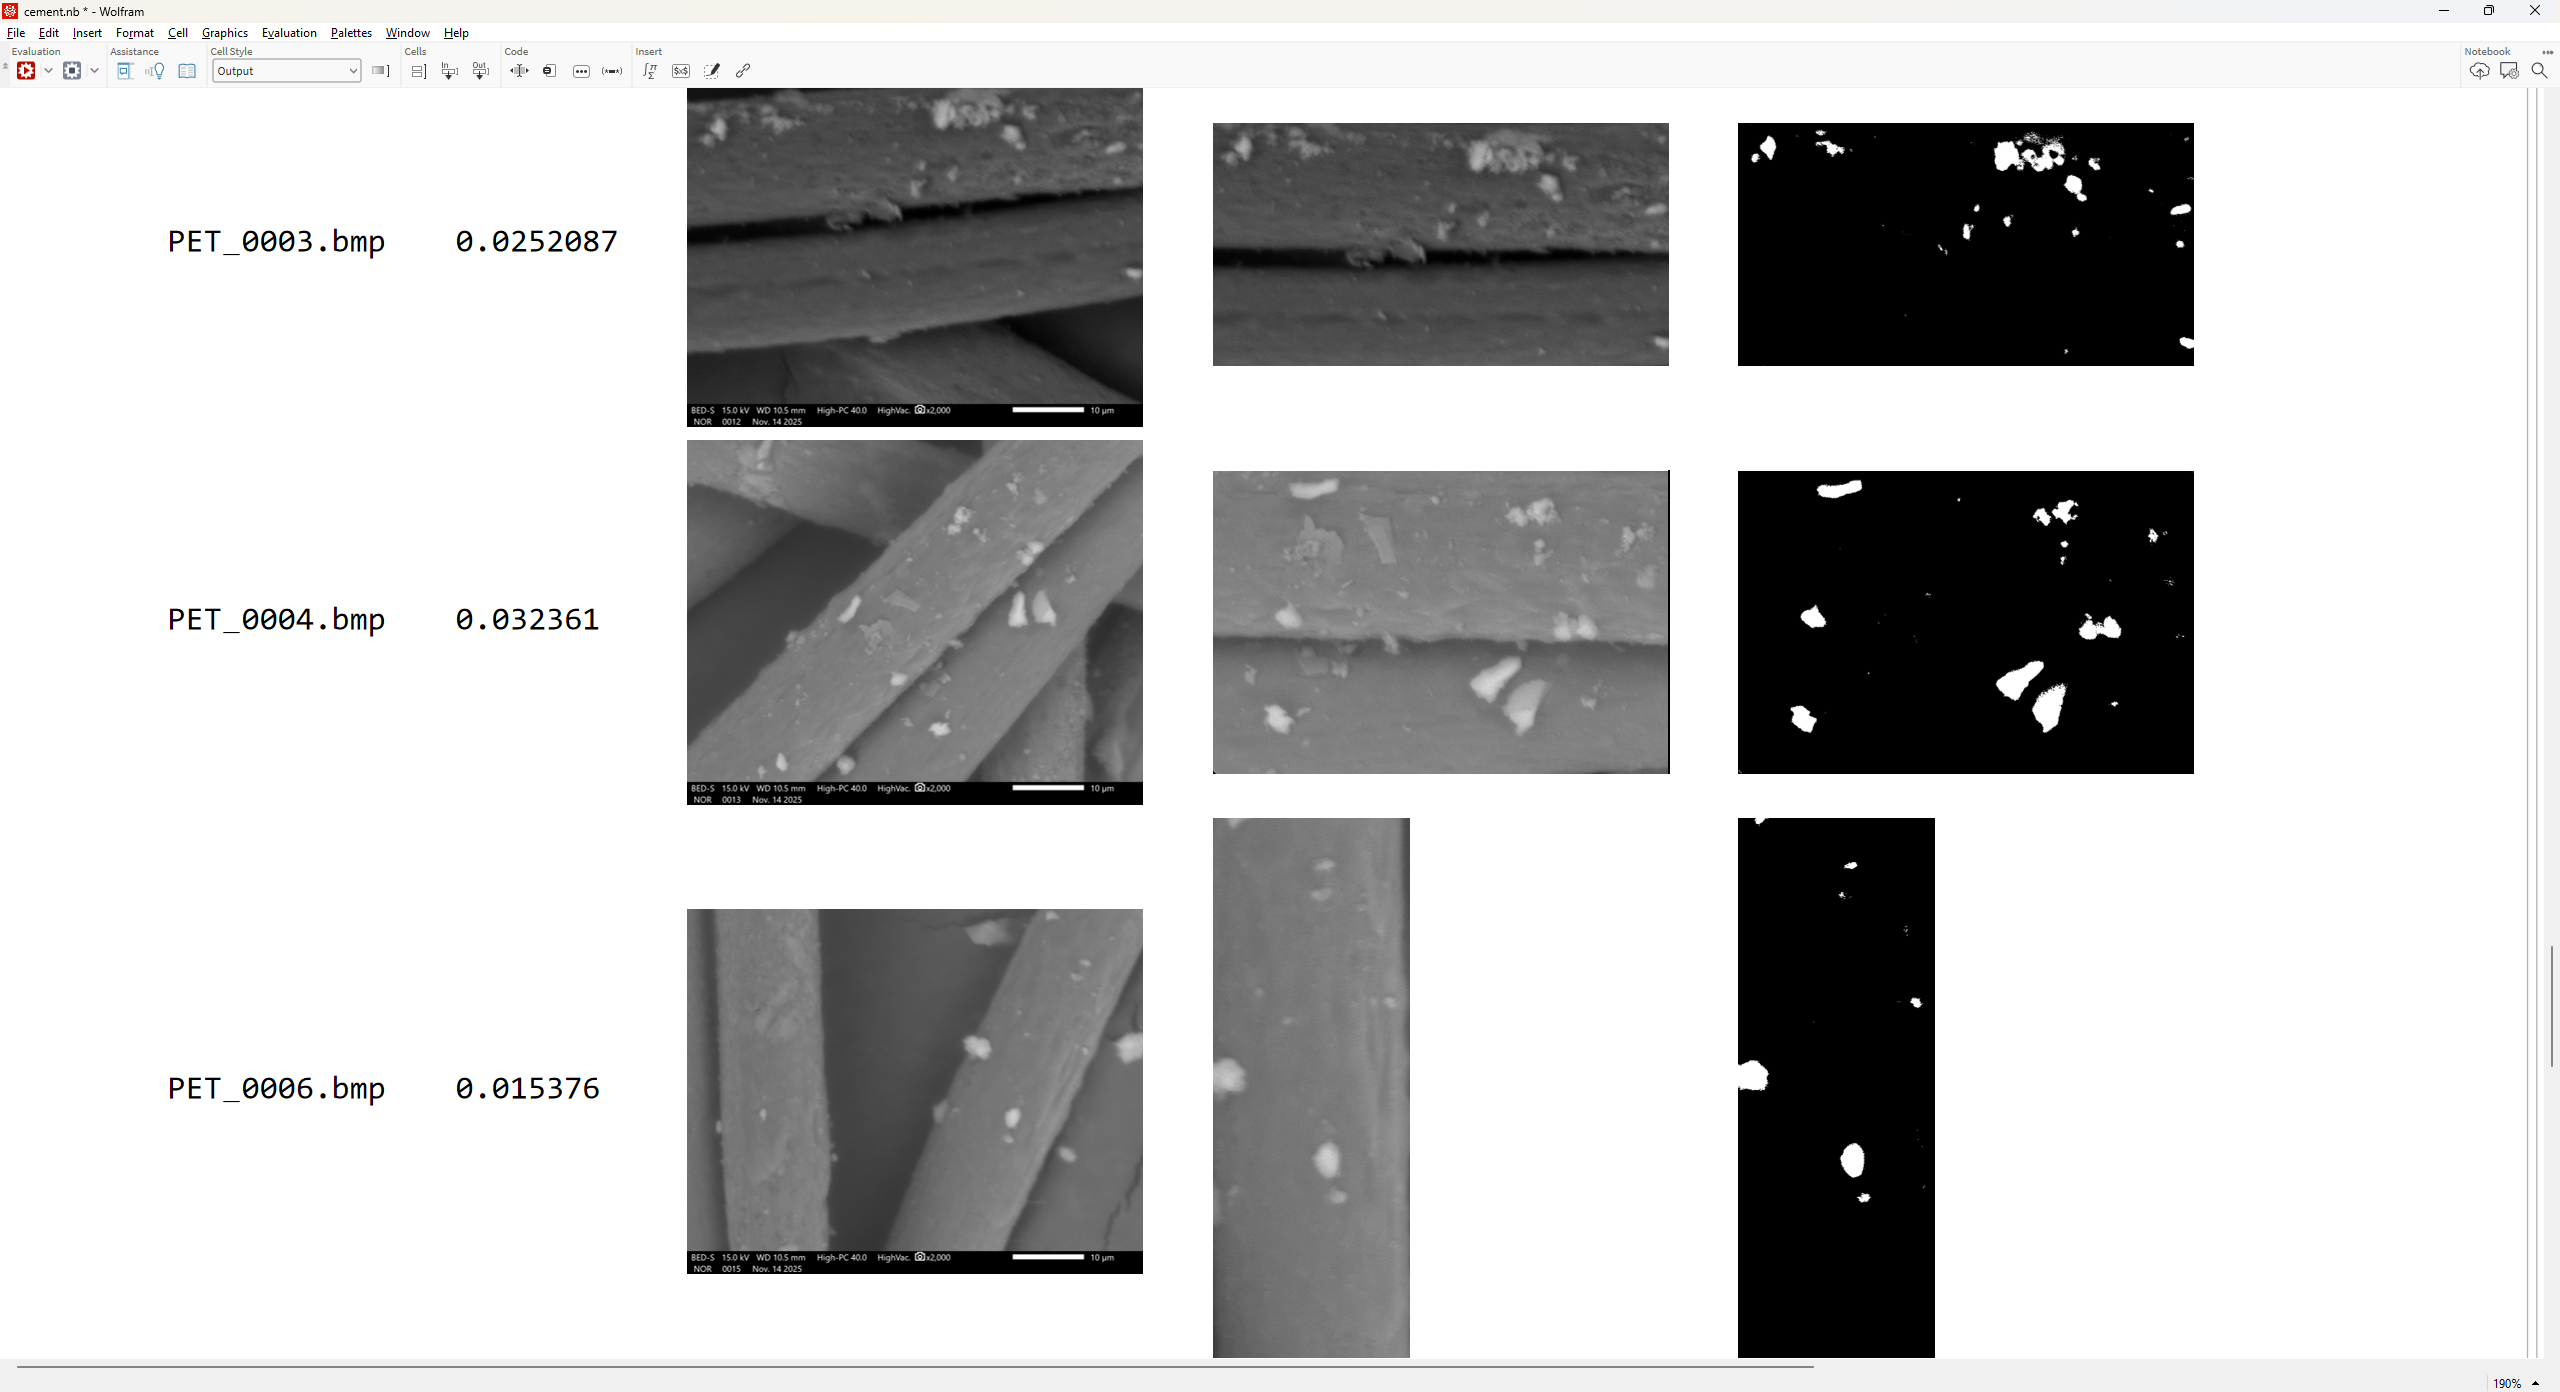 cement.nb * - Wolfram
File Edit Insert Format Cell Graphics Evaluation Palettes Window Help
Evaluation Assistance Cell Style Cells Code Insert Notebook
Output
In Out
PET_0003.bmp 0.0252087
BED-S 15.0 kV WD 10.5 mm High-PC 40.0 HighVac. x2,000 10 μm
NOR 0012 Nov. 14 2025
PET_0004.bmp 0.032361
BED-S 15.0 kV WD 10.5 mm High-PC 40.0 HighVac. x2,000 10 μm
NOR 0013 Nov. 14 2025
PET_0006.bmp 0.015376
BED-S 15.0 kV WD 10.5 mm High-PC 40.0 HighVac. x2,000 10 μm
NOR 0015 Nov. 14 2025
190%